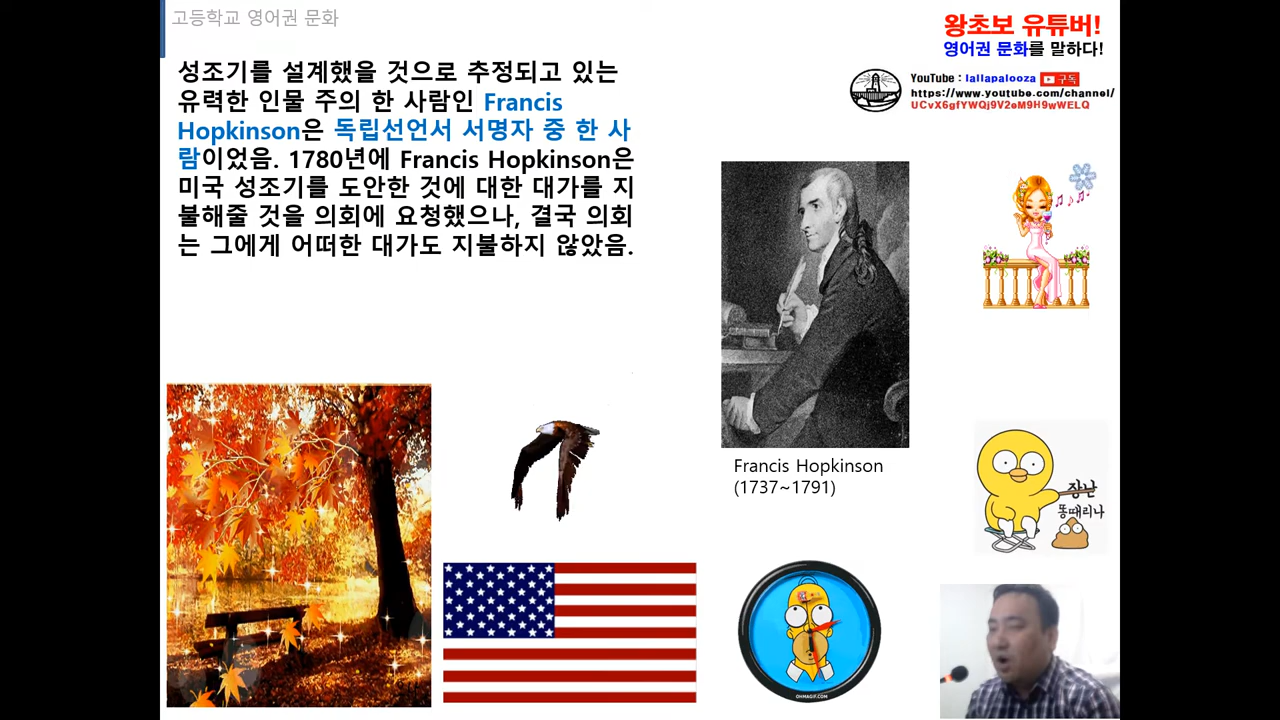 고등학교 영어권 문화
왕초보 유튜버!
영어권 문화를 말하다!
YouTube : lallapalooza 구독
https://www.youtube.com/channel/
UCvX6gfYWQj9V2eM9H9wWELQ
성조기를 설계했을 것으로 추정되고 있는
유력한 인물 주의 한 사람인 Francis
Hopkinson은 독립선언서 서명자 중 한 사
람이었음. 1780년에 Francis Hopkinson은
미국 성조기를 도안한 것에 대한 대가를 지
불해줄 것을 의회에 요청했으나, 결국 의회
는 그에게 어떠한 대가도 지불하지 않았음.
Francis Hopkinson
(1737~1791)
장난
똥때리나
OHMAGIF.COM